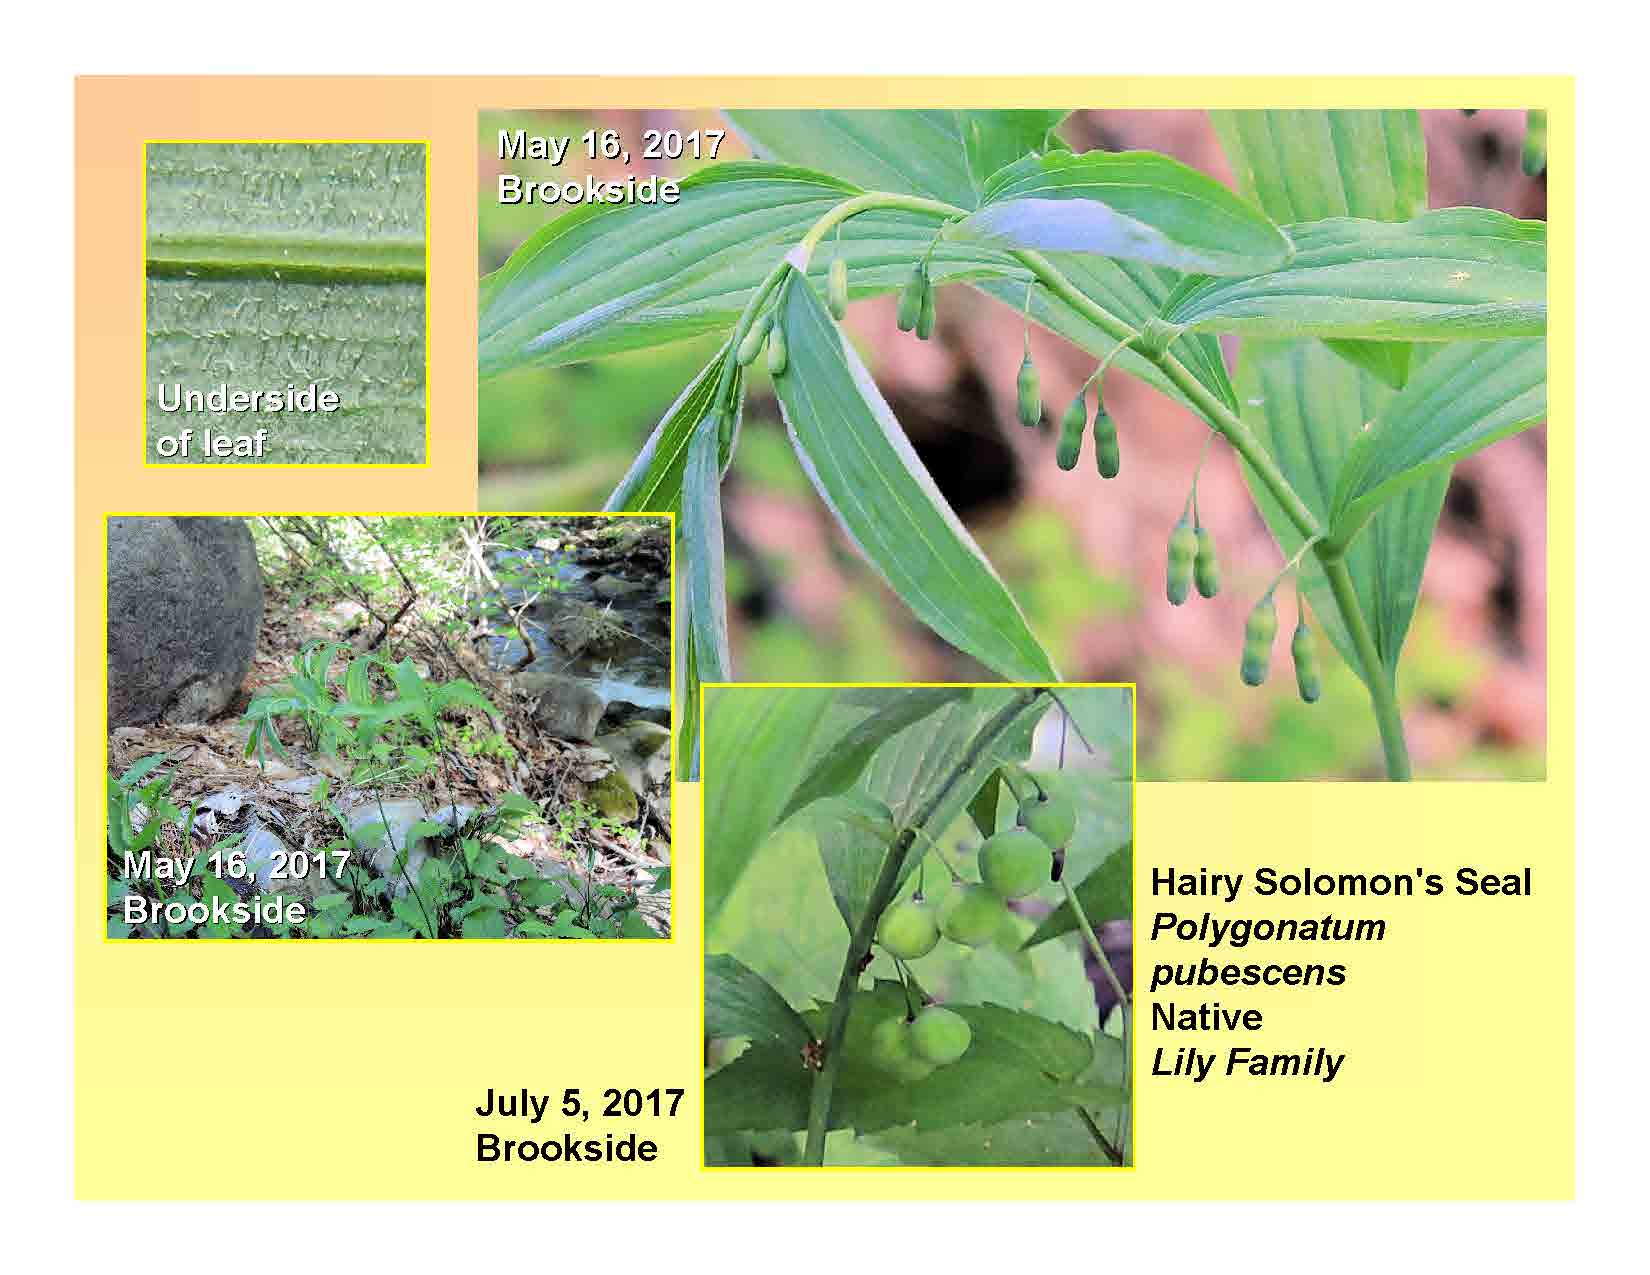 May 16, 2017
Brookside
Underside
of leaf
May 16, 2017
Brookside
Hairy Solomon's Seal
Polygonatum
pubescens
Native
Lily Family
July 5, 2017
Brookside